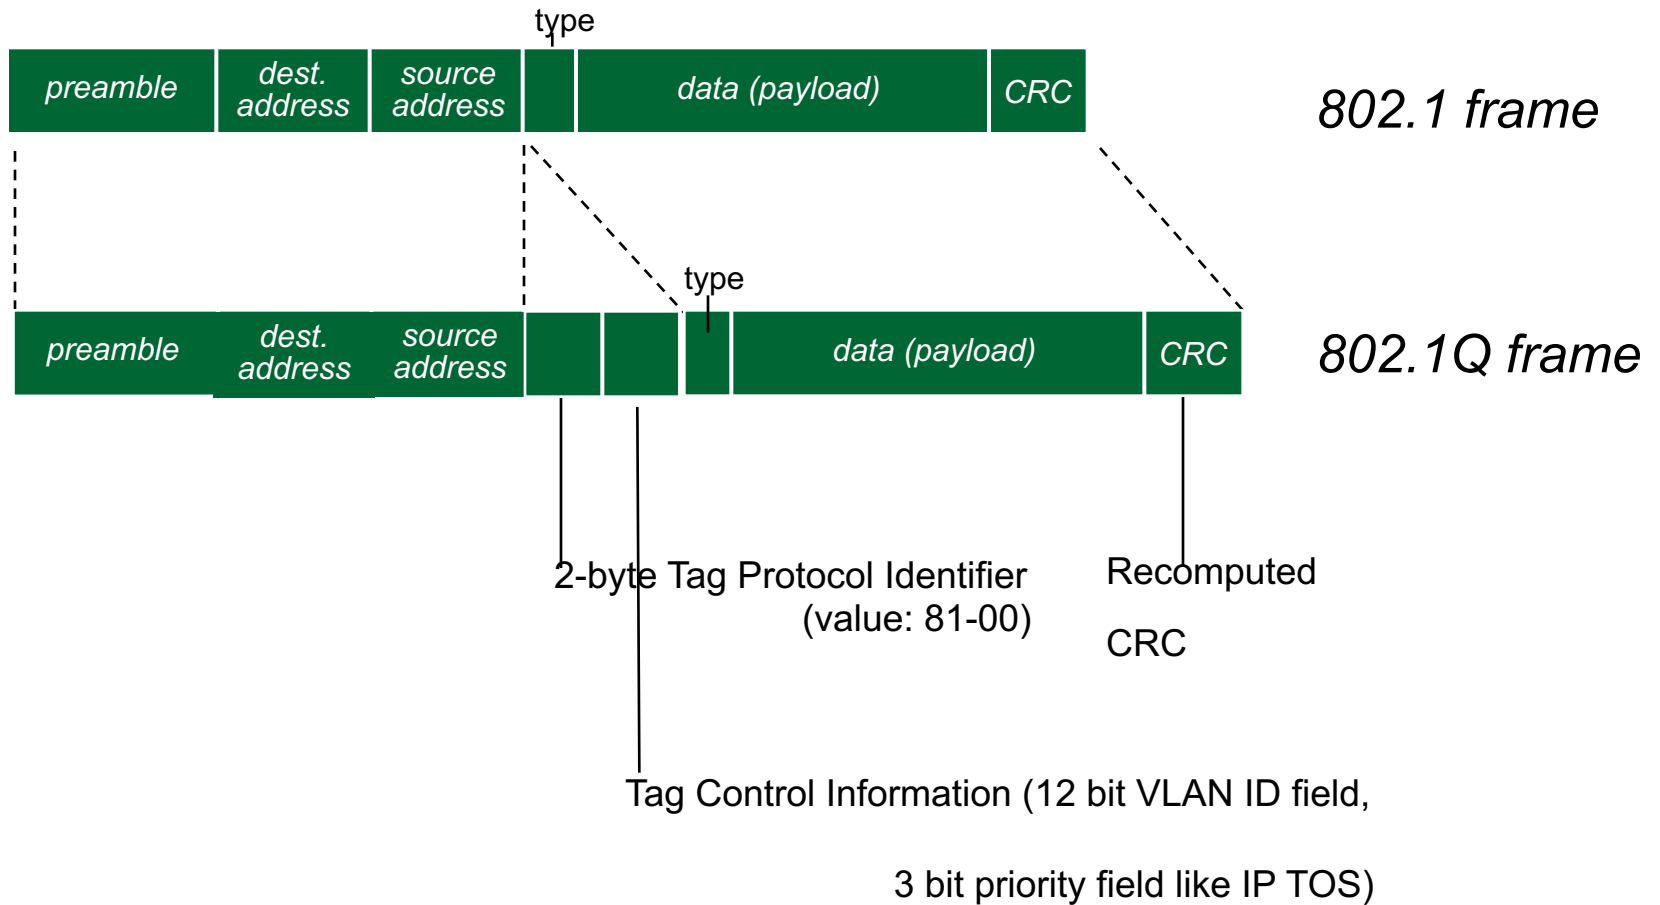 type
preamble
dest.
address
source
address
data (payload)
CRC
802.1 frame
type
preamble
dest.
address
source
address
data (payload)
CRC
802.1Q frame
2-byte Tag Protocol Identifier
(value: 81-00)
Recomputed
CRC
Tag Control Information (12 bit VLAN ID field,
3 bit priority field like IP TOS)